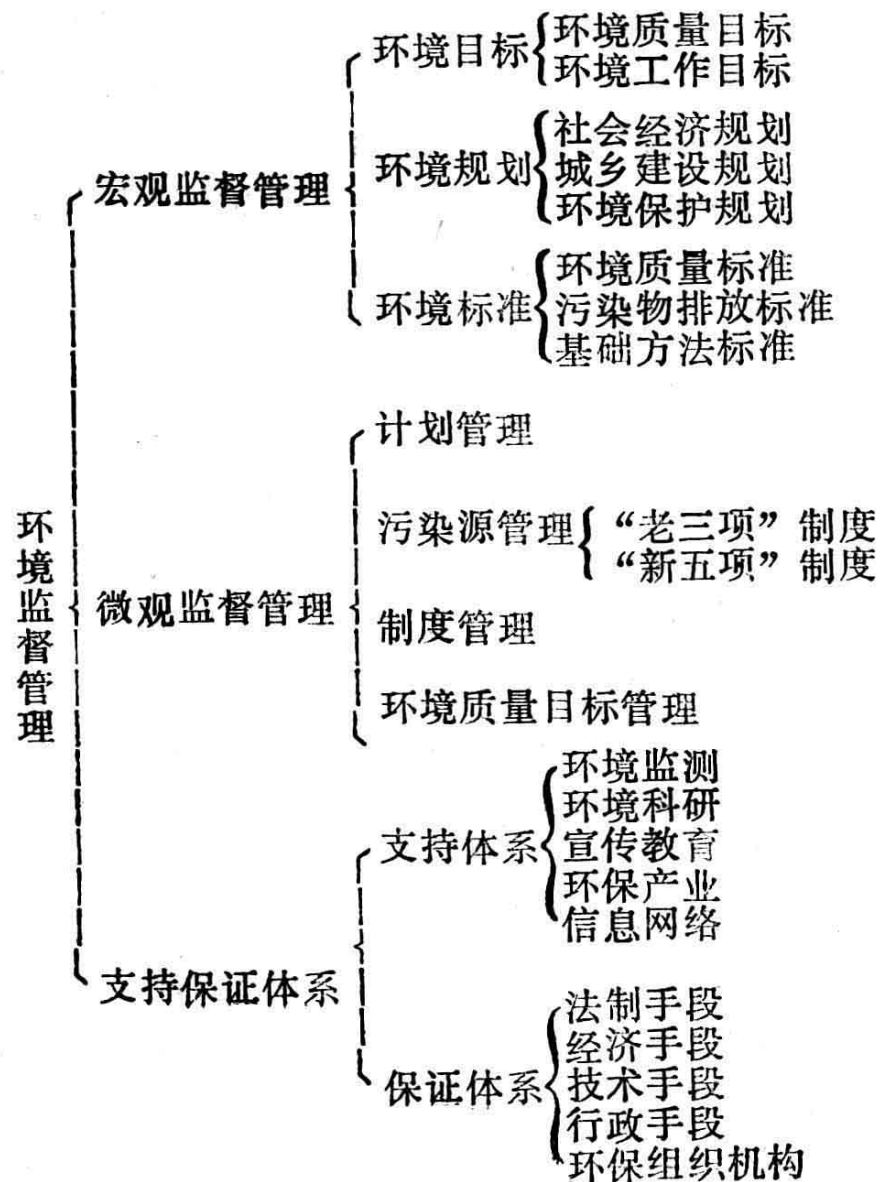 环境监督管理
宏观监督管理
环境目标
环境质量目标
环境工作目标
环境规划
社会经济规划
城乡建设规划
环境保护规划
环境标准
环境质量标准
污染物排放标准
基础方法标准
微观监督管理
计划管理
污染源管理
“老三项”制度
“新五项”制度
制度管理
环境质量目标管理
支持保证体系
支持体系
环境监测
环境科研
宣传教育
环保产业
信息网络
保证体系
法制手段
经济手段
技术手段
行政手段
环保组织机构